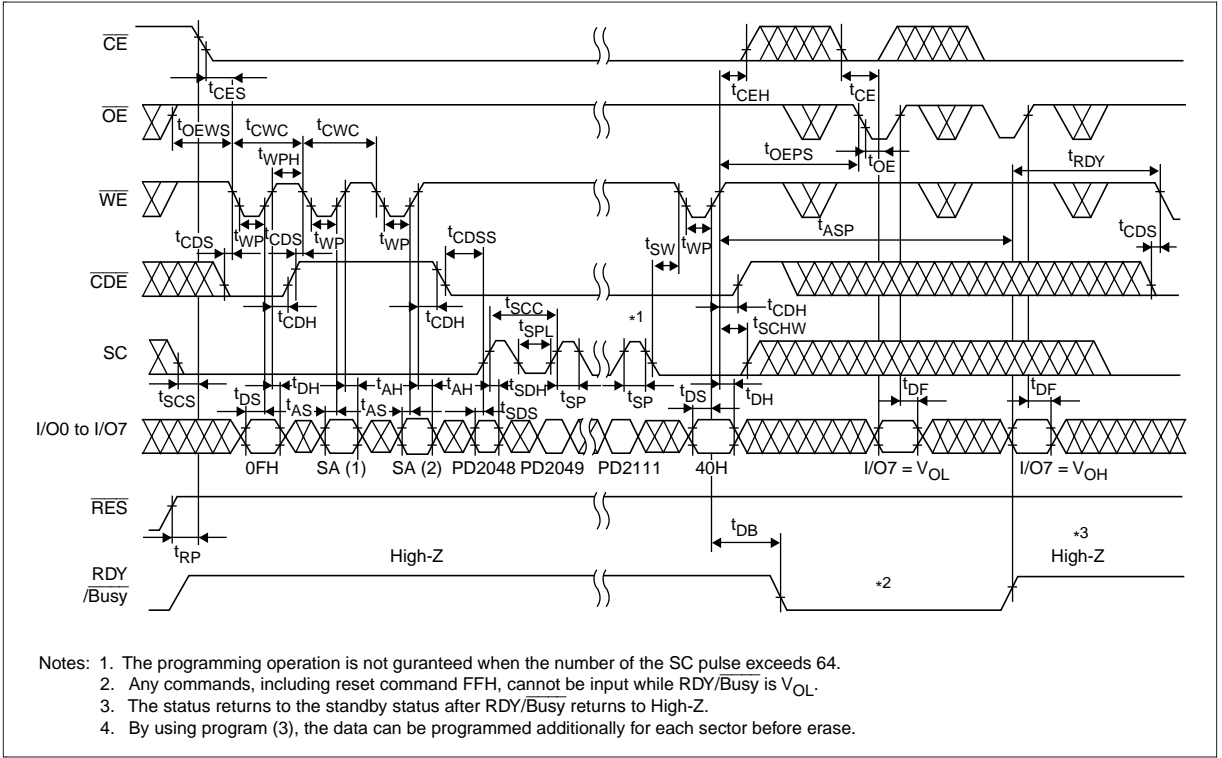 CE
tCES
tCEH
tCE
OE
tOEWS
tCWC
tCWC
tWPH
tOEPS
tOE
tRDY
WE
tCDS
tWP
tCDS
tWP
tWP
tCDSS
tSW
tWP
tASP
tCDS
CDE
tCDH
tCDH
tSCC
tSPL
*1
tCDH
tSCHW
SC
tSCS
tDS
tDH
tAS
tAH
tAS
tAH
tSDH
tSDS
tSP
tSP
tDS
tDH
tDF
tDF
I/O0 to I/O7
0FH
SA (1)
SA (2)
PD2048
PD2049
PD2111
40H
I/O7 = VOL
I/O7 = VOH
RES
tRP
High-Z
tDB
*3
High-Z
RDY
/Busy
*2
Notes: 1. The programming operation is not guranteed when the number of the SC pulse exceeds 64.
2. Any commands, including reset command FFH, cannot be input while RDY/Busy is VOL.
3. The status returns to the standby status after RDY/Busy returns to High-Z.
4. By using program (3), the data can be programmed additionally for each sector before erase.